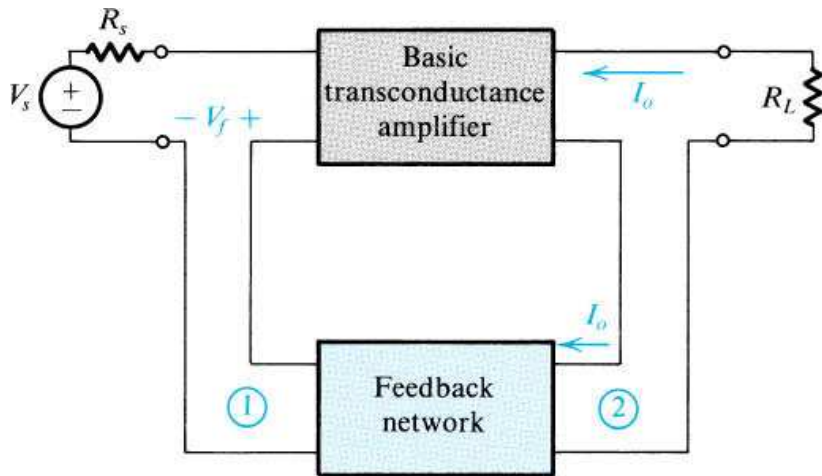 R_s
Basic
transconductance
amplifier
I_o
V_s
+
−
− V_f +
R_L
I_o
1
Feedback
network
2